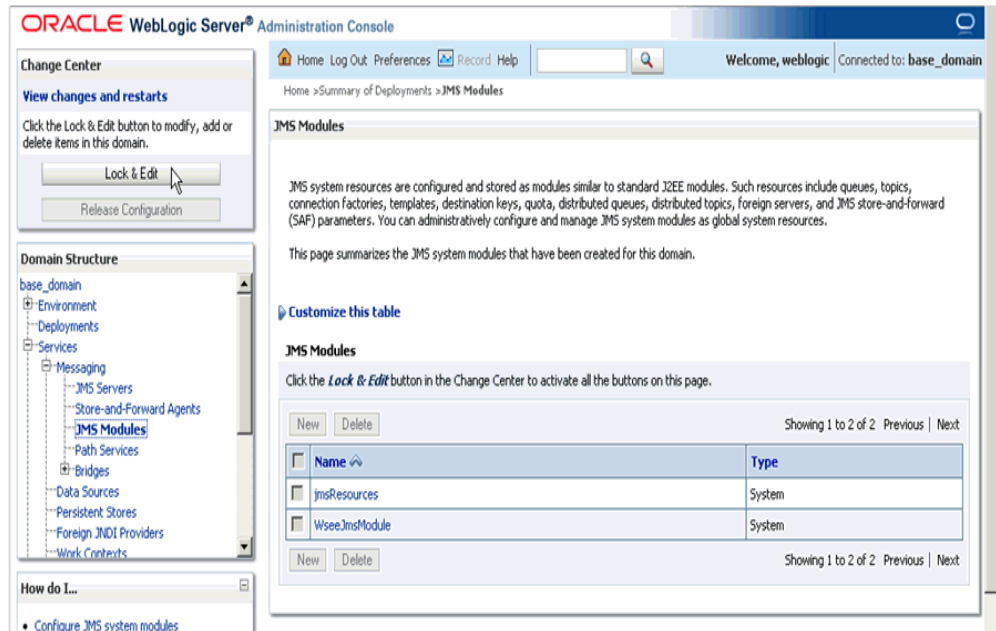 ORACLE WebLogic Server® Administration Console
Change Center
View changes and restarts
Click the Lock & Edit button to modify, add or
delete items in this domain.
Lock & Edit
Release Configuration
Domain Structure
base_domain
Environment
Deployments
Services
Messaging
JMS Servers
Store-and-Forward Agents
JMS Modules
Path Services
Bridges
Data Sources
Persistent Stores
Foreign JNDI Providers
Work Contexts
How do I...
Configure JMS system modules
Home Log Out Preferences Record Help
Welcome, weblogic Connected to: base_domain
Home >Summary of Deployments >JMS Modules
JMS Modules
JMS system resources are configured and stored as modules similar to standard J2EE modules. Such resources include queues, topics,
connection factories, templates, destination keys, quota, distributed queues, distributed topics, foreign servers, and JMS store-and-forward
(SAF) parameters. You can administratively configure and manage JMS system modules as global system resources.
This page summarizes the JMS system modules that have been created for this domain.
Customize this table
JMS Modules
Click the Lock & Edit button in the Change Center to activate all the buttons on this page.
New Delete Showing 1 to 2 of 2 Previous | Next
Name Type
jmsResources System
WseeJmsModule System
New Delete Showing 1 to 2 of 2 Previous | Next